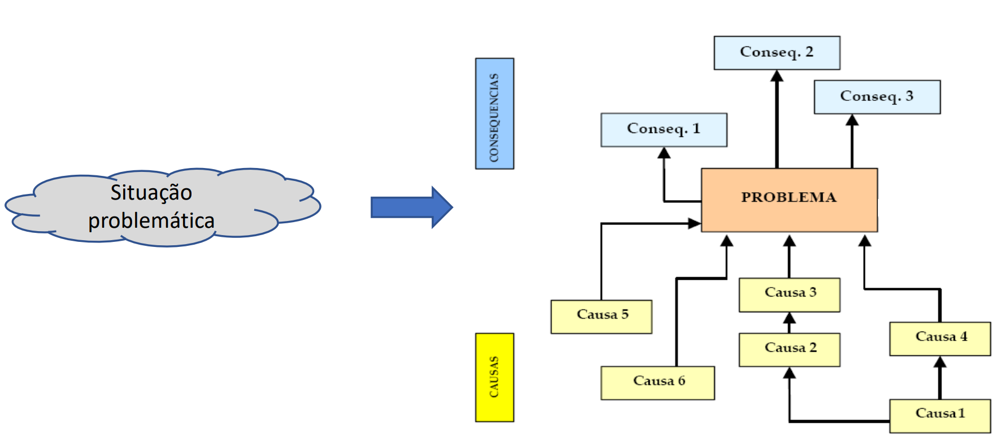 Situação
problemática
CONSEQUENCIAS
CAUSAS
Conseq. 2
Conseq. 3
Conseq. 1
PROBLEMA
Causa 3
Causa 5
Causa 4
Causa 2
Causa 6
Causa 1